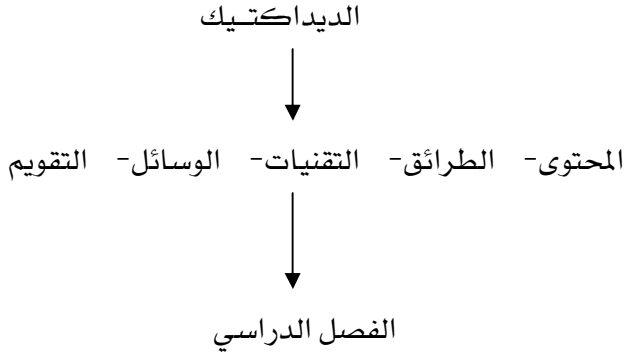 الديداكتيك
المحتوى- الطرائق- التقنيات- الوسائل- التقويم
الفصل الدراسي